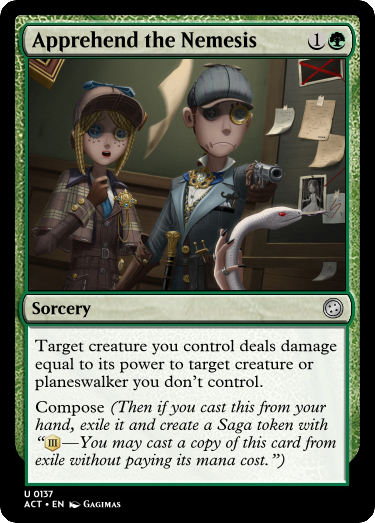 Apprehend the Nemesis 1
Sorcery
Target creature you control deals damage
equal to its power to target creature or
planeswalker you don't control.
Compose (Then if you cast this from your
hand, exile it and create a Saga token with
"III—You may cast a copy of this card from
exile without paying its mana cost.")
U 0137
ACT • EN Gagimas